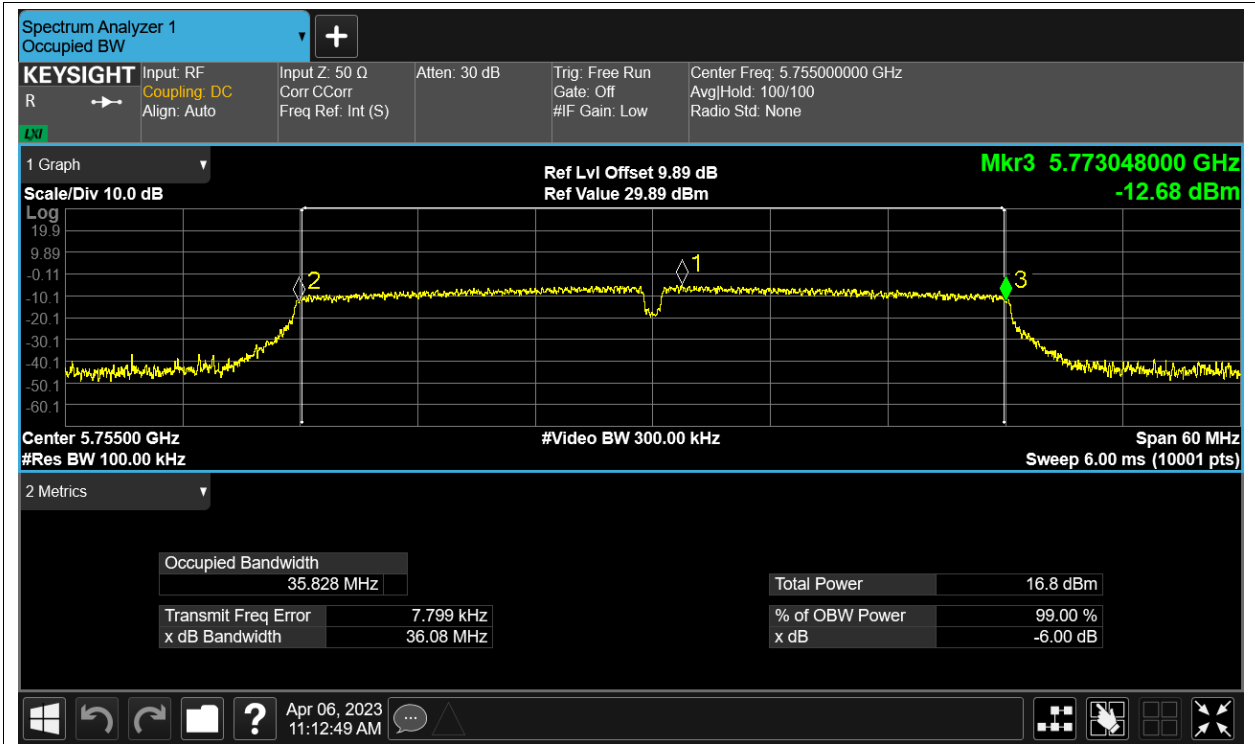 Spectrum Analyzer 1
Occupied BW
+
KEYSIGHT
R
LXI
Input: RF
Coupling: DC
Align: Auto
Input Z: 50 Ω
Corr CCorr
Freq Ref: Int (S)
Atten: 30 dB
Trig: Free Run
Gate: Off
#IF Gain: Low
Center Freq: 5.755000000 GHz
Avg|Hold: 100/100
Radio Std: None
1 Graph
Scale/Div 10.0 dB
Ref Lvl Offset 9.89 dB
Ref Value 29.89 dBm
Mkr3 5.773048000 GHz
-12.68 dBm
Log
19.9
9.89
-0.11
-10.1
-20.1
-30.1
-40.1
-50.1
-60.1
2
1
3
Center 5.75500 GHz
#Res BW 100.00 kHz
#Video BW 300.00 kHz
Span 60 MHz
Sweep 6.00 ms (10001 pts)
2 Metrics
Occupied Bandwidth
35.828 MHz
Transmit Freq Error 7.799 kHz
x dB Bandwidth 36.08 MHz
Total Power 16.8 dBm
% of OBW Power 99.00 %
x dB -6.00 dB
?
Apr 06, 2023
11:12:49 AM